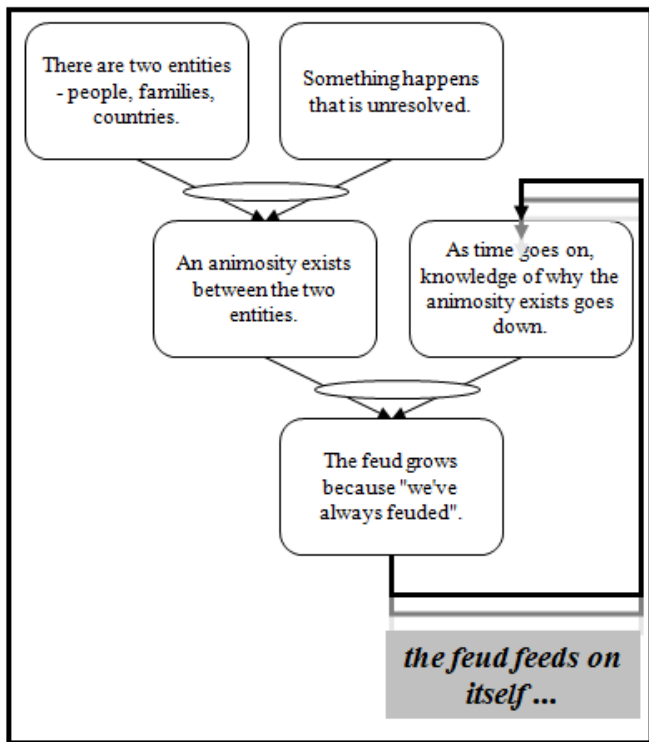 There are two entities
- people, families,
countries.
Something happens
that is unresolved.
An animosity exists
between the two
entities.
As time goes on,
knowledge of why the
animosity exists goes
down.
The feud grows
because "we've
always feuded".
the feud feeds on
itself ...